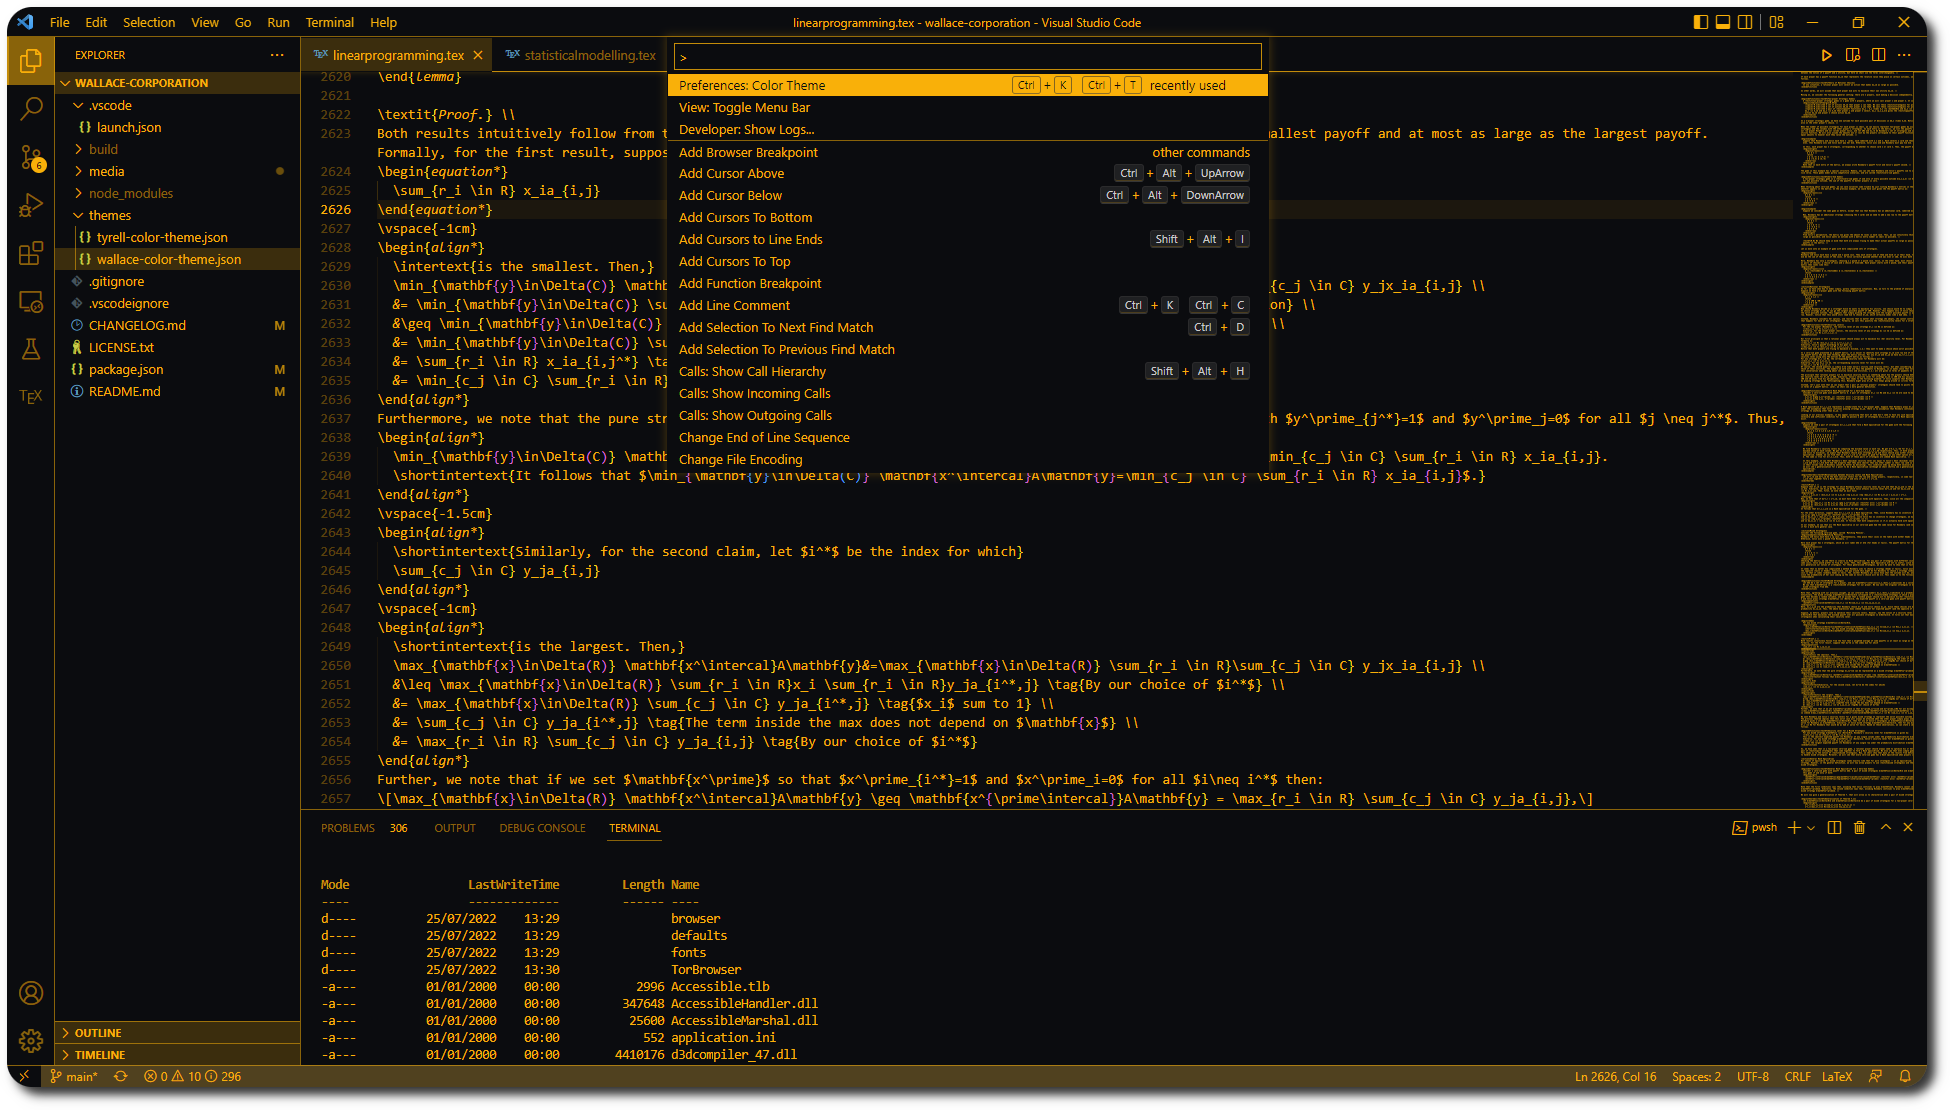 File Edit Selection View Go Run Terminal Help
linearprogramming.tex - wallace-corporation - Visual Studio Code
EXPLORER
WALLACE-CORPORATION
.vscode
{} launch.json
build
media
node_modules
themes
{} tyrell-color-theme.json
{} wallace-color-theme.json
.gitignore
.vscodeignore
CHANGELOG.md M
LICENSE.txt
{} package.json M
README.md M
OUTLINE
TIMELINE
6
TEX
TEX linearprogramming.tex
TEX statisticalmodelling.tex
>
Preferences: Color Theme Ctrl + K Ctrl + T recently used
View: Toggle Menu Bar
Developer: Show Logs...
Add Browser Breakpoint other commands
Add Cursor Above Ctrl + Alt + UpArrow
Add Cursor Below Ctrl + Alt + DownArrow
Add Cursors To Bottom
Add Cursors to Line Ends Shift + Alt + I
Add Cursors To Top
Add Function Breakpoint
Add Line Comment Ctrl + K Ctrl + C
Add Selection To Next Find Match Ctrl + D
Add Selection To Previous Find Match
Calls: Show Call Hierarchy Shift + Alt + H
Calls: Show Incoming Calls
Calls: Show Outgoing Calls
Change End of Line Sequence
Change File Encoding
2620 \end{lemma}
2621
2622 \textit{Proof.} \\
2623 Both results intuitively follow from payoff and at most as large as the largest payoff.
Formally, for the first result,
2624 \begin{equation*}
2625 \sum_{r_i \in R} x_ia_{i,j}
2626 \end{equation*}
2627 \vspace{-1cm}
2628 \begin{align*}
2629 \intertext{is the smallest. Then,}
2630 \min_{\mathbf{y}\in\Delta(C)} {c_j \in C} y_jx_ia_{i,j} \\
2631 &= \min_{\mathbf{y}\in\Delta(C)} \\
2632 &\geq \min_{\mathbf{y}\in\Delta(C)} \\
2633 &= \min_{\mathbf{y}\in\Delta(C)}
2634 &= \sum_{r_i \in R} x_ia_{i,j^*}
2635 &= \min_{c_j \in C} \sum_{r_i \in R}
2636 \end{align*}
2637 Furthermore, we note that the pure $y^\prime_{j^*}=1$ and $y^\prime_j=0$ for all $j \neq j^*$. Thus,
2638 \begin{align*}
2639 \min_{\mathbf{y}\in\Delta(C)} min_{c_j \in C} \sum_{r_i \in R} x_ia_{i,j}.
2640 \shortintertext{It follows that $\min_{\mathbf{y}\in\Delta(C)} \mathbf{x^\intercal}A\mathbf{y}=\min_{c_j \in C} \sum_{r_i \in R} x_ia_{i,j}$.}
2641 \end{align*}
2642 \vspace{-1.5cm}
2643 \begin{align*}
2644 \shortintertext{Similarly, for the second claim, let $i^*$ be the index for which}
2645 \sum_{c_j \in C} y_ja_{i,j}
2646 \end{align*}
2647 \vspace{-1cm}
2648 \begin{align*}
2649 \shortintertext{is the largest. Then,}
2650 \max_{\mathbf{x}\in\Delta(R)} \mathbf{x^\intercal}A\mathbf{y}&=\max_{\mathbf{x}\in\Delta(R)} \sum_{r_i \in R}\sum_{c_j \in C} y_jx_ia_{i,j} \\
2651 &\leq \max_{\mathbf{x}\in\Delta(R)} \sum_{r_i \in R}x_i \sum_{r_i \in R}y_ja_{i^*,j} \tag{By our choice of $i^*$} \\
2652 &= \max_{\mathbf{x}\in\Delta(R)} \sum_{c_j \in C} y_ja_{i^*,j} \tag{$x_i$ sum to 1} \\
2653 &= \sum_{c_j \in C} y_ja_{i^*,j} \tag{The term inside the max does not depend on $\mathbf{x}$} \\
2654 &= \max_{r_i \in R} \sum_{c_j \in C} y_ja_{i,j} \tag{By our choice of $i^*$}
2655 \end{align*}
2656 Further, we note that if we set $\mathbf{x^\prime}$ so that $x^\prime_{i^*}=1$ and $x^\prime_i=0$ for all $i\neq i^*$ then:
2657 \[\max_{\mathbf{x}\in\Delta(R)} \mathbf{x^\intercal}A\mathbf{y} \geq \mathbf{x^{\prime\intercal}}A\mathbf{y} = \max_{r_i \in R} \sum_{c_j \in C} y_ja_{i,j},\]
PROBLEMS 306 OUTPUT DEBUG CONSOLE TERMINAL pwsh
Mode LastWriteTime Length Name
---- ------------- ------ ----
d---- 25/07/2022 13:29 browser
d---- 25/07/2022 13:29 defaults
d---- 25/07/2022 13:29 fonts
d---- 25/07/2022 13:30 TorBrowser
-a--- 01/01/2000 00:00 2996 Accessible.tlb
-a--- 01/01/2000 00:00 347648 AccessibleHandler.dll
-a--- 01/01/2000 00:00 25600 AccessibleMarshal.dll
-a--- 01/01/2000 00:00 552 application.ini
-a--- 01/01/2000 00:00 4410176 d3dcompiler_47.dll
main* 0 10 296 Ln 2626, Col 16 Spaces: 2 UTF-8 CRLF LaTeX